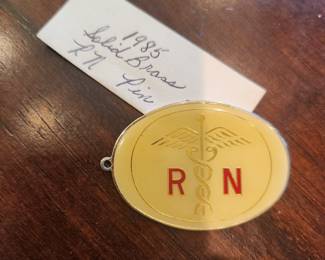 1985
Solid Brass
RN Pin
R N